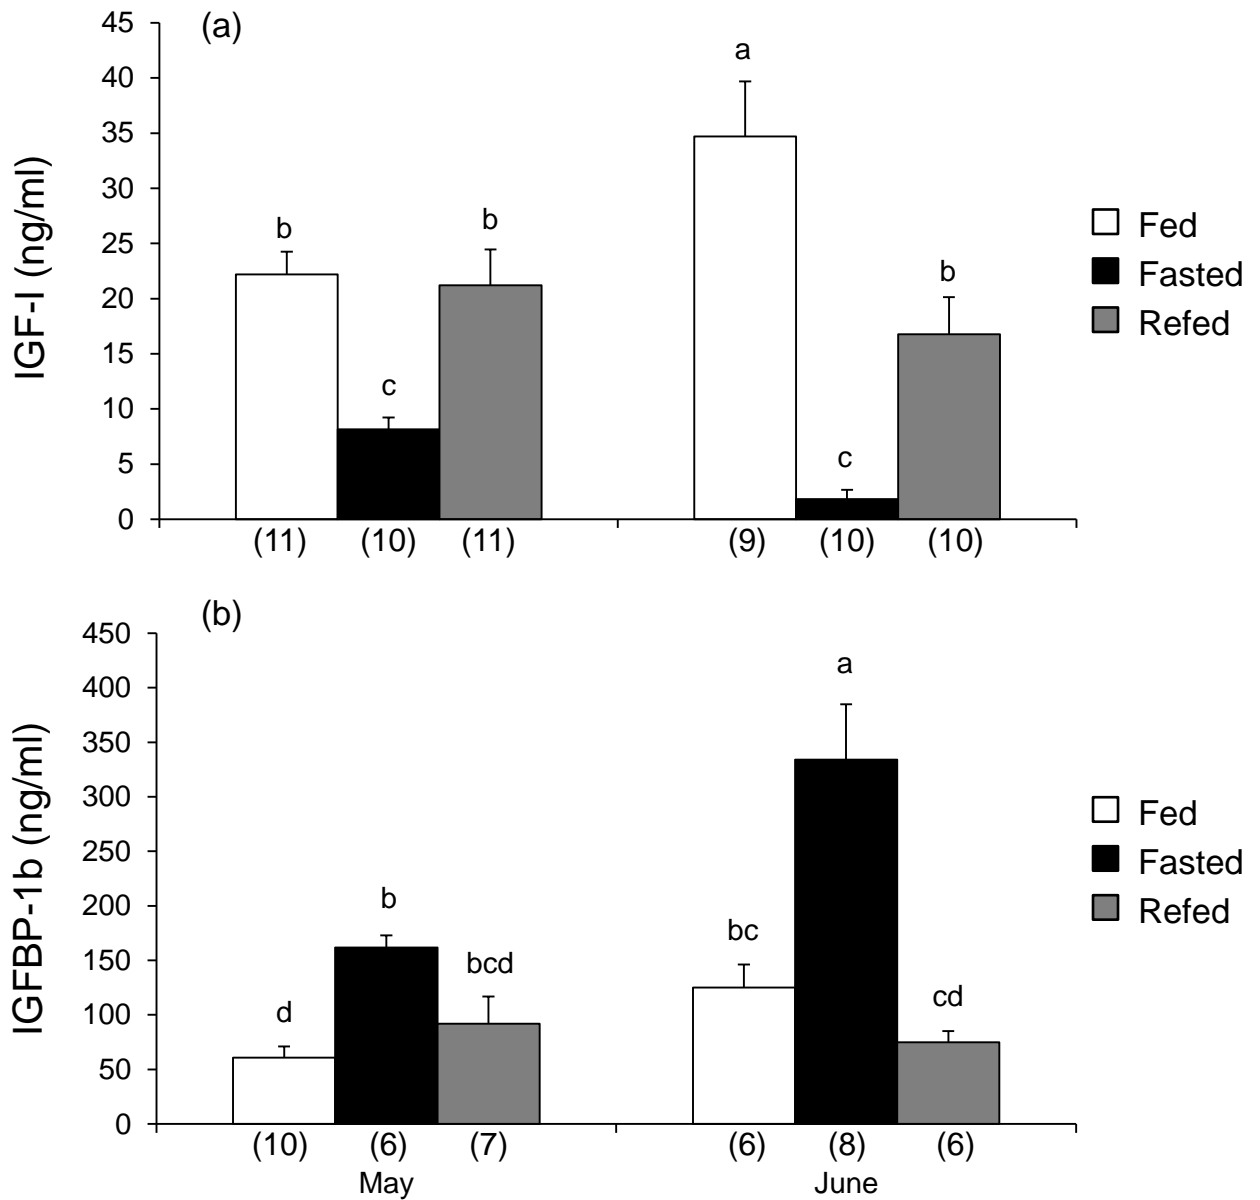 (a)
IGF-I (ng/ml)
45
40
35
30
25
20
15
10
5
0
b
c
b
a
c
b
(11) (10) (11) (9) (10) (10)
Fed
Fasted
Refed
(b)
IGFBP-1b (ng/ml)
450
400
350
300
250
200
150
100
50
0
d
b
bcd
bc
a
cd
(10) (6) (7) (6) (8) (6)
May June
Fed
Fasted
Refed